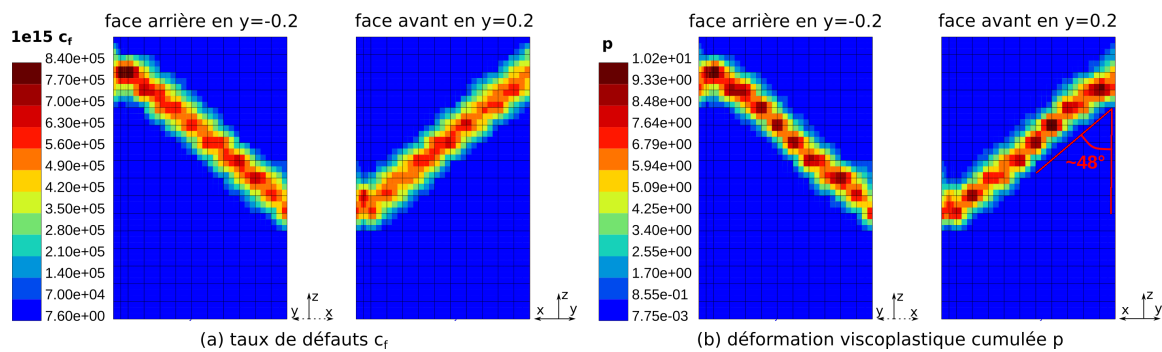 face arrière en y=-0.2
face avant en y=0.2
face arrière en y=-0.2
face avant en y=0.2
1e15 cf
8.40e+05
7.70e+05
7.00e+05
6.30e+05
5.60e+05
4.90e+05
4.20e+05
3.50e+05
2.80e+05
2.10e+05
1.40e+05
7.00e+04
7.60e+00
y z x
x z y
p
1.02e+01
9.33e+00
8.48e+00
7.64e+00
6.79e+00
5.94e+00
5.09e+00
4.25e+00
3.40e+00
2.55e+00
1.70e+00
8.55e-01
7.75e-03
~48°
y z x
x z y
(a) taux de défauts cf
(b) déformation viscoplastique cumulée p